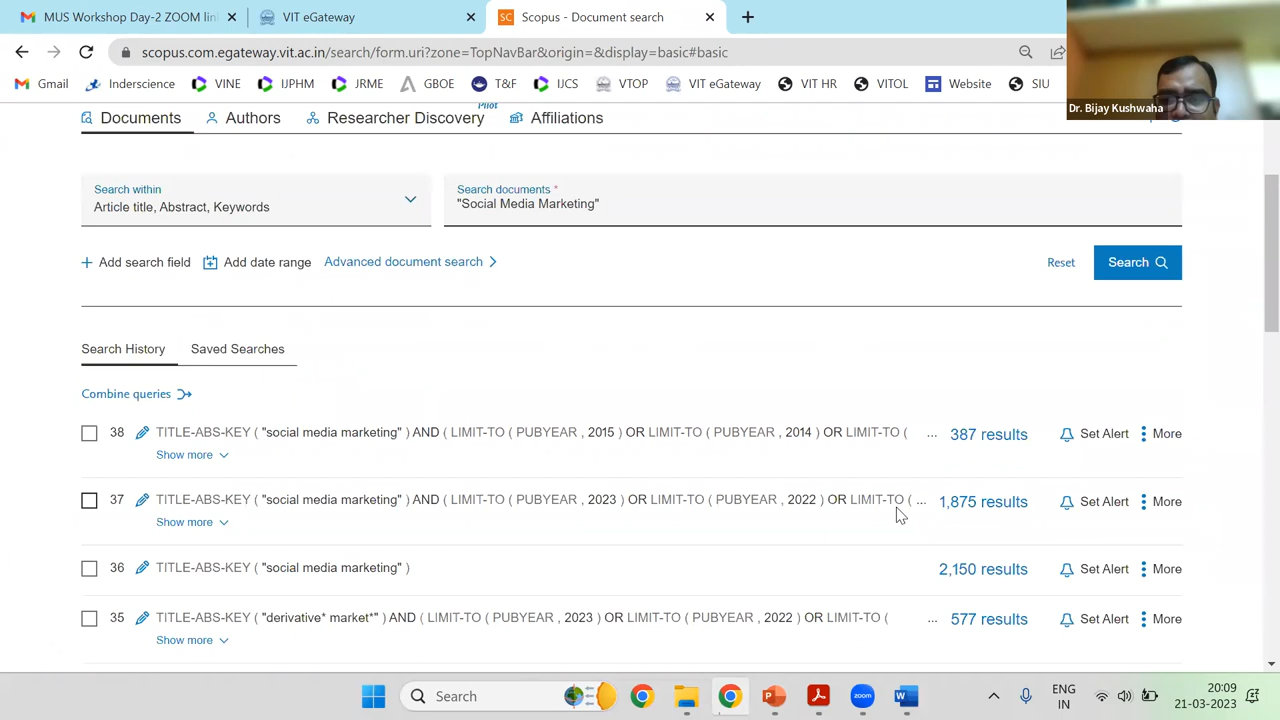 MUS Workshop Day-2 ZOOM lin
VIT eGateway
SC Scopus - Document search
scopus.com.egateway.vit.ac.in/search/form.uri?zone=TopNavBar&origin=&display=basic#basic
Gmail Inderscience VINE IJPHM JRME GBOE T&F IJCS VTOP VIT eGateway VIT HR VITOL Website SIU
Dr. Bijay Kushwaha
Pilot
Documents Authors Researcher Discovery Affiliations
Search within
Article title, Abstract, Keywords
Search documents *
"Social Media Marketing"
Add search field Add date range Advanced document search
Reset
Search
Search History Saved Searches
Combine queries
38 TITLE-ABS-KEY ( "social media marketing" ) AND ( LIMIT-TO ( PUBYEAR , 2015 ) OR LIMIT-TO ( PUBYEAR , 2014 ) OR LIMIT-TO ( ... 387 results Set Alert More
Show more
37 TITLE-ABS-KEY ( "social media marketing" ) AND ( LIMIT-TO ( PUBYEAR , 2023 ) OR LIMIT-TO ( PUBYEAR , 2022 ) OR LIMIT-TO ( ... 1,875 results Set Alert More
Show more
36 TITLE-ABS-KEY ( "social media marketing" ) 2,150 results Set Alert More
35 TITLE-ABS-KEY ( "derivative* market*" ) AND ( LIMIT-TO ( PUBYEAR , 2023 ) OR LIMIT-TO ( PUBYEAR , 2022 ) OR LIMIT-TO ( ... 577 results Set Alert More
Show more
Search
zoom
ENG
IN
20:09
21-03-2023